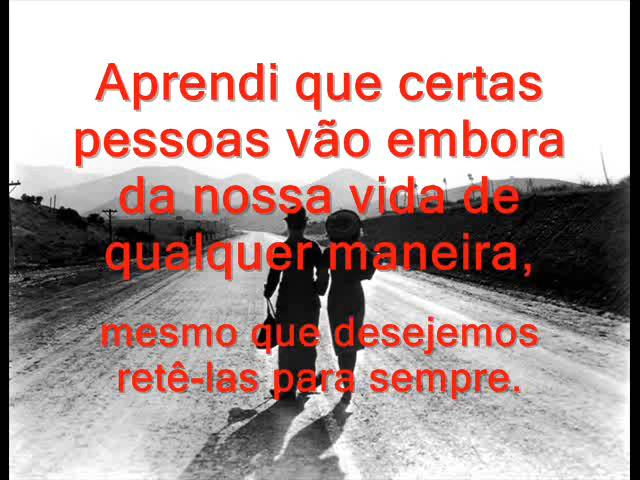 Aprendi que certas
pessoas vão embora
da nossa vida de
qualquer maneira,
mesmo que desejemos
retê-las para sempre.